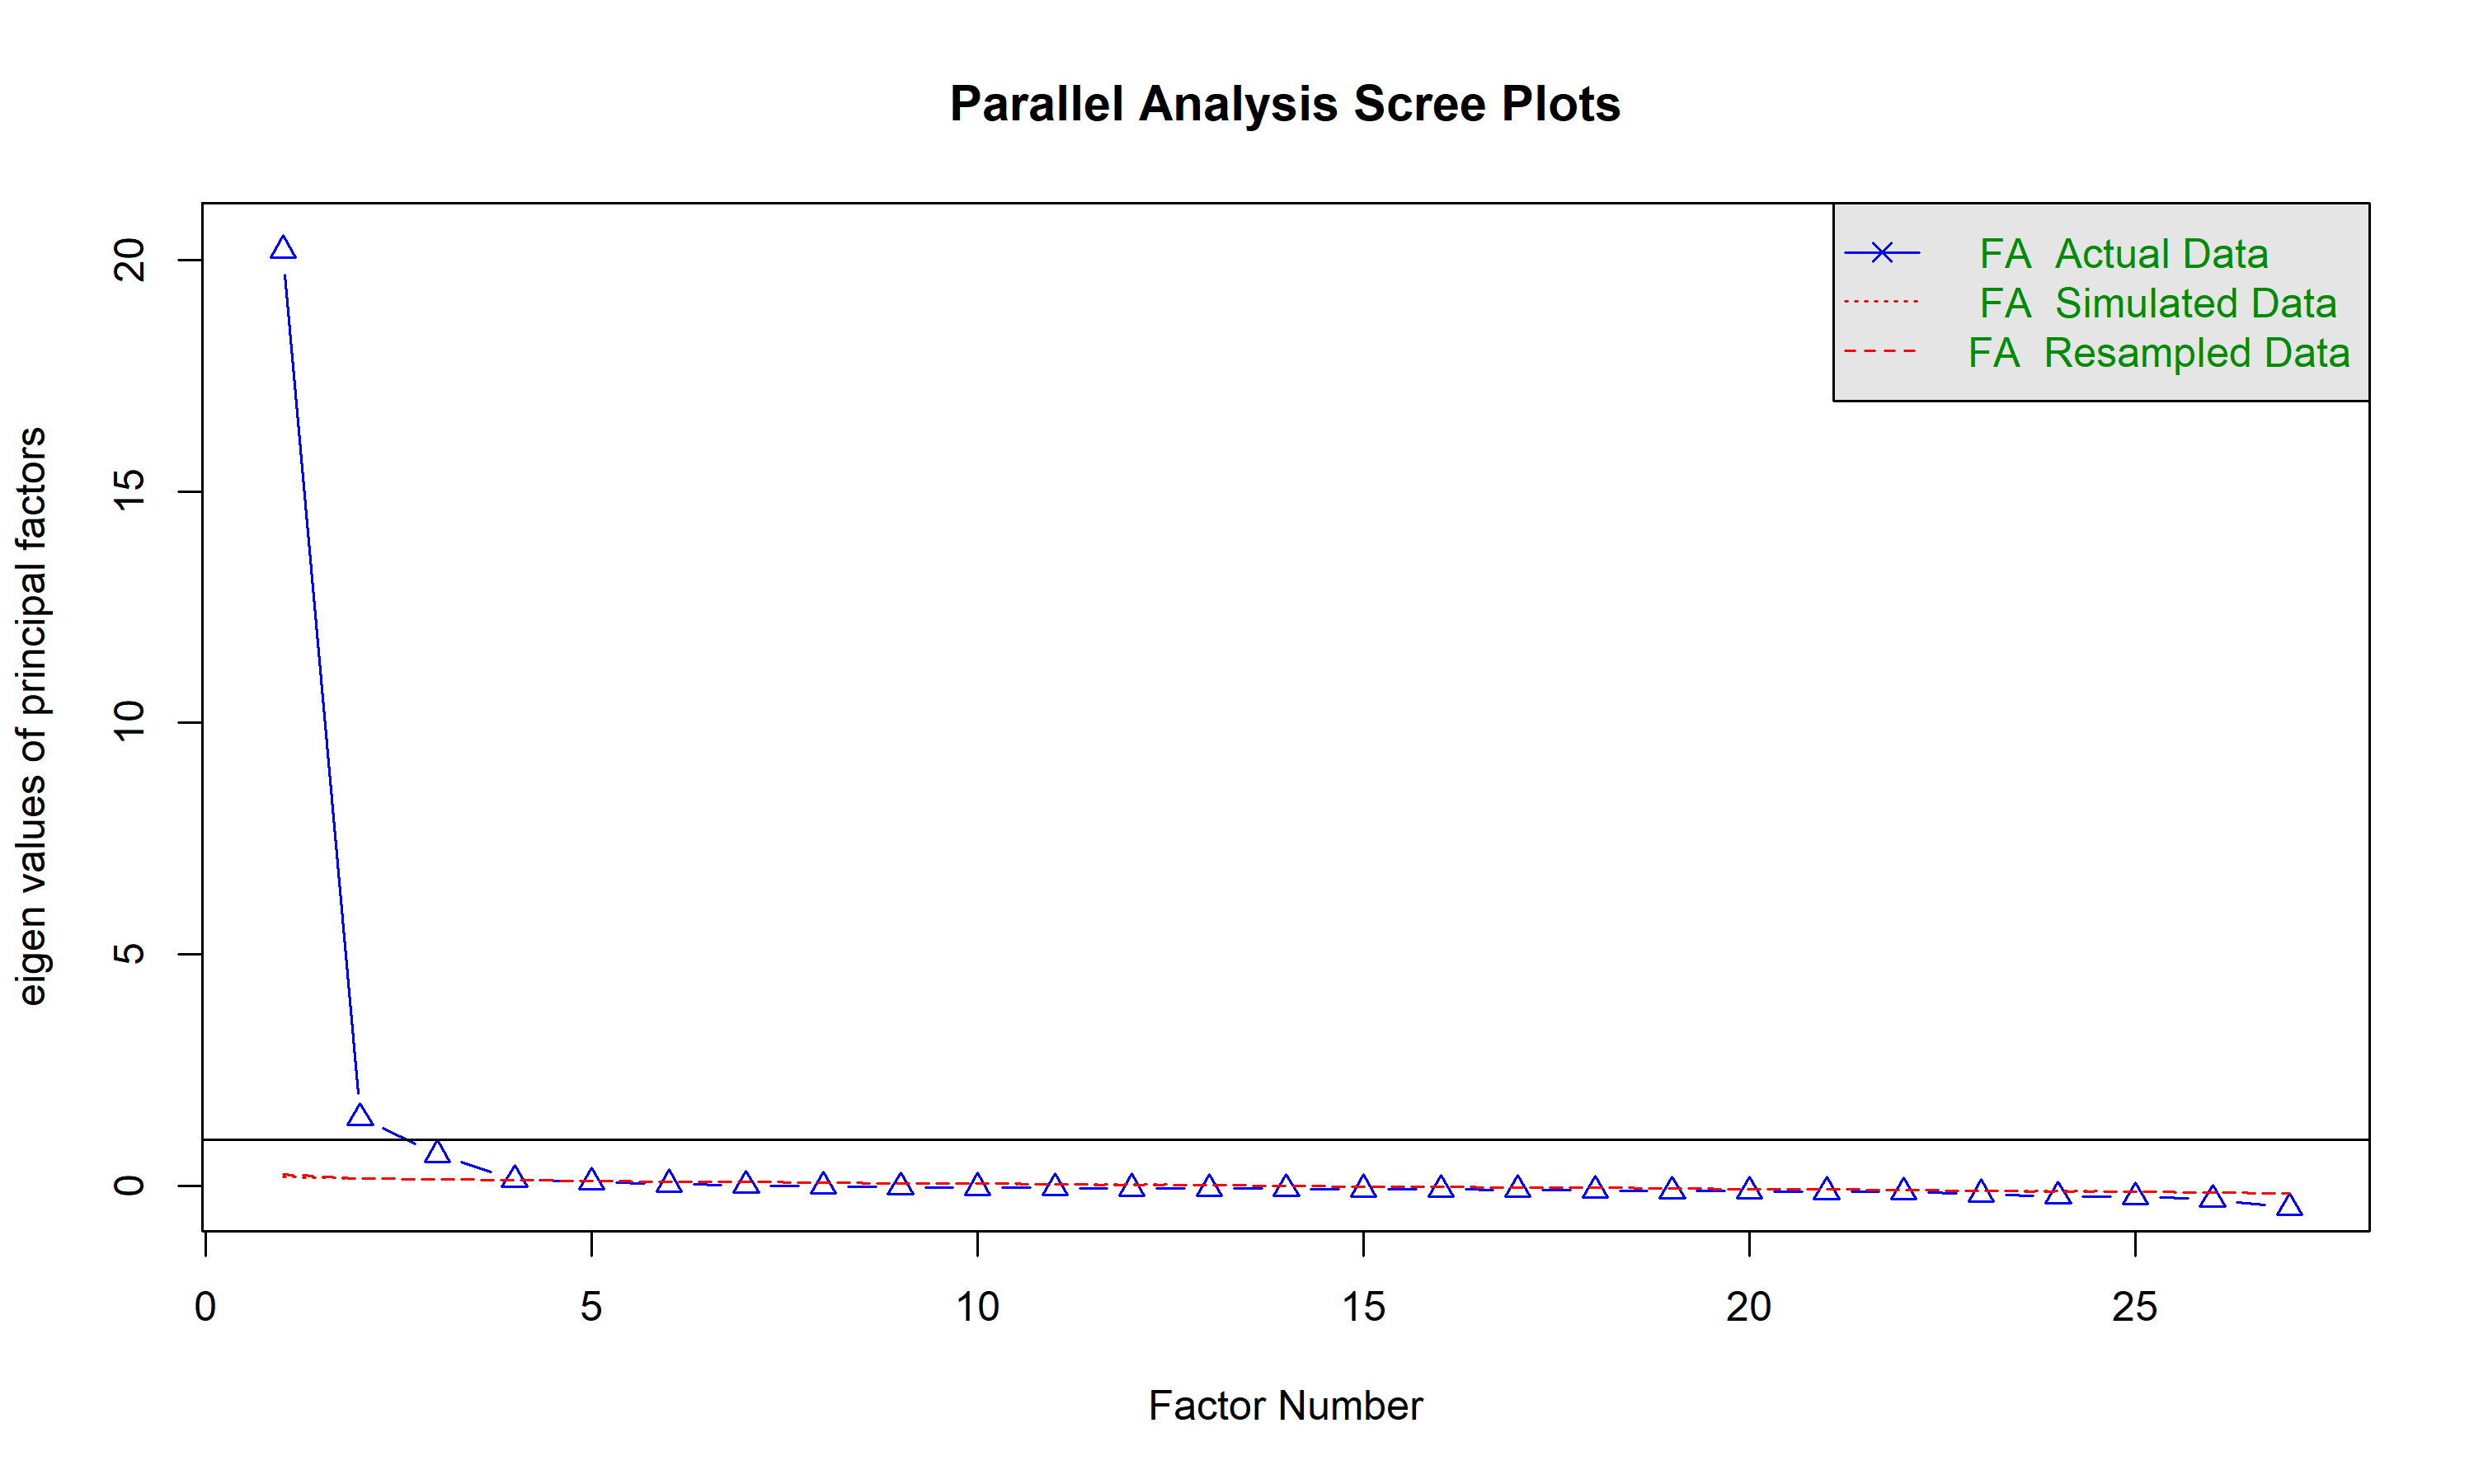 Parallel Analysis Scree Plots
FA Actual Data
FA Simulated Data
FA Resampled Data
eigen values of principal factors
20
15
10
5
0
0 5 10 15 20 25
Factor Number